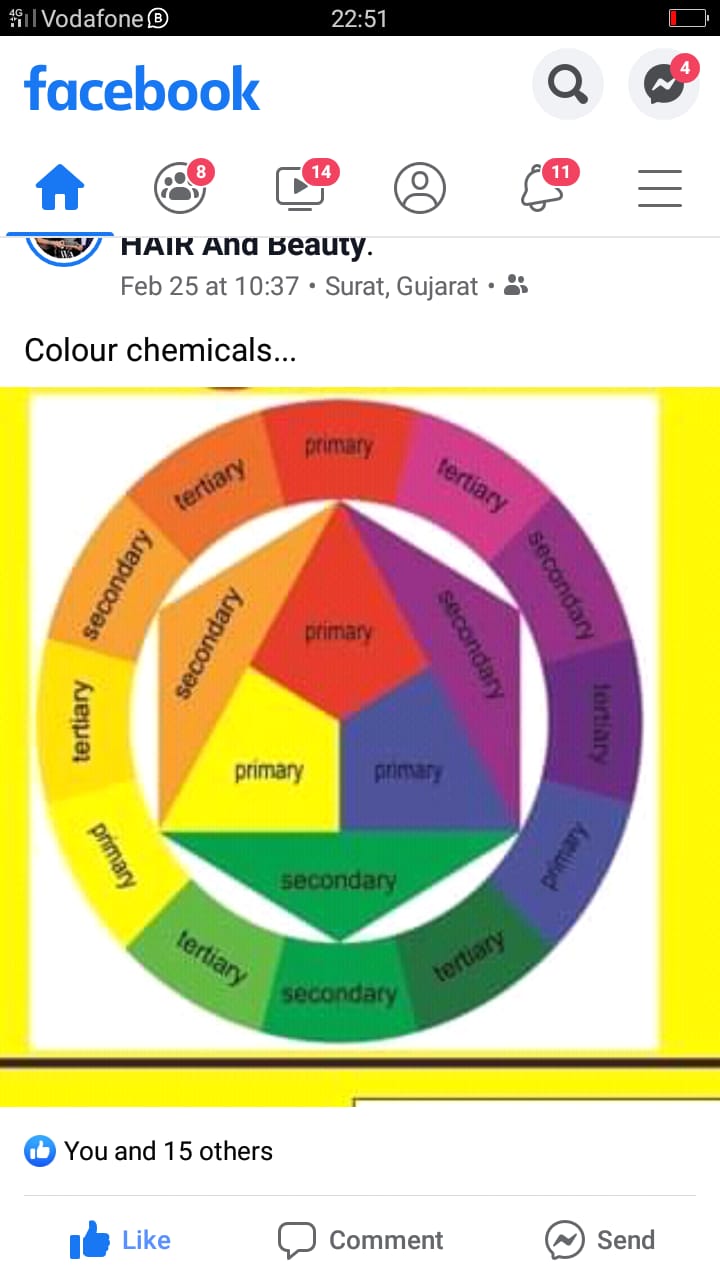 4G Vodafone B 22:51
facebook
4
8 14 11
HAIR And Beauty.
Feb 25 at 10:37 • Surat, Gujarat •
Colour chemicals...
primary
tertiary
tertiary
secondary
secondary
secondary
secondary
primary
tertiary
tertiary
primary
primary
primary
primary
secondary
tertiary
tertiary
secondary
You and 15 others
Like Comment Send